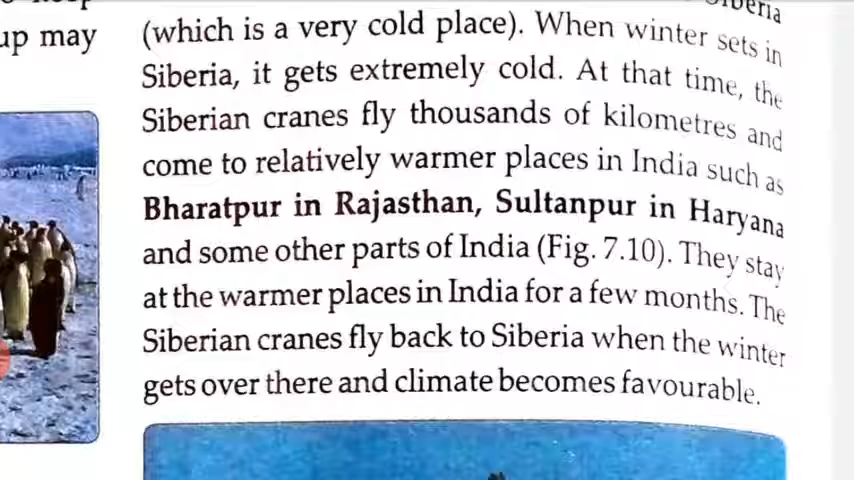 up may
Siberia
(which is a very cold place). When winter sets in
Siberia, it gets extremely cold. At that time, the
Siberian cranes fly thousands of kilometres and
come to relatively warmer places in India such as
Bharatpur in Rajasthan, Sultanpur in Haryana
and some other parts of India (Fig. 7.10). They stay
at the warmer places in India for a few months. The
Siberian cranes fly back to Siberia when the winter
gets over there and climate becomes favourable.